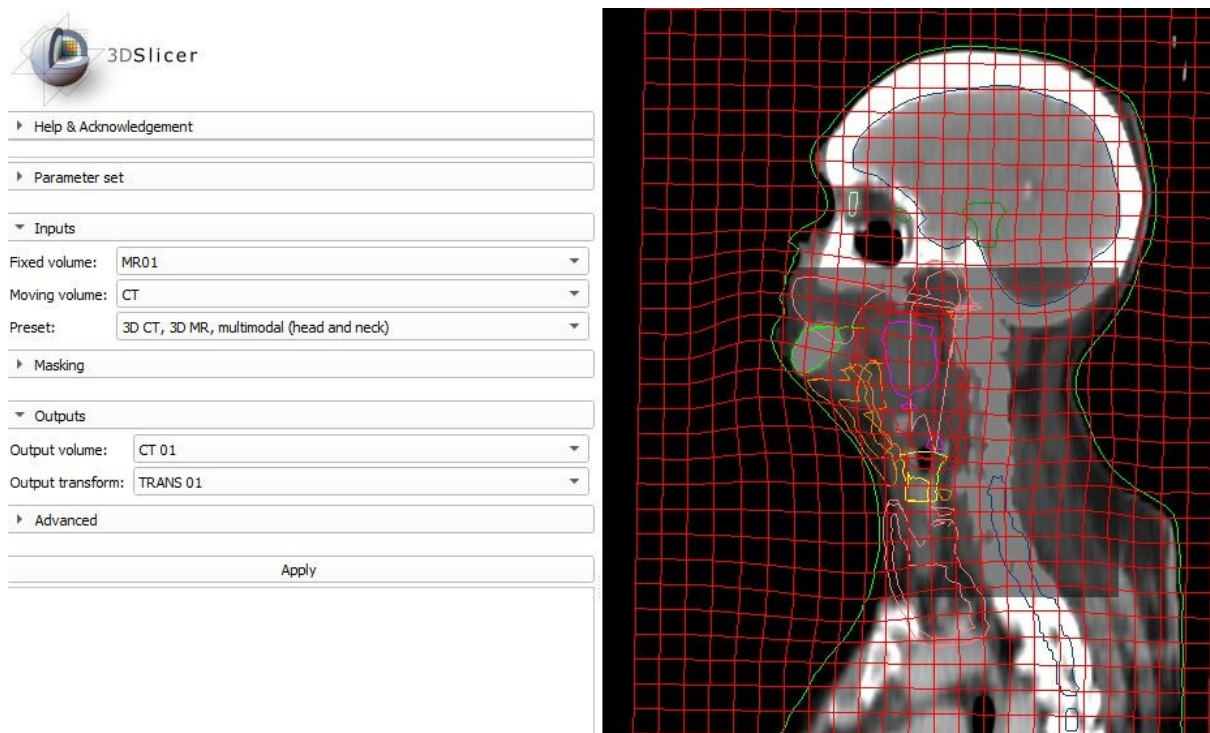 3DSlicer
Help & Acknowledgement
Parameter set
Inputs
Fixed volume: MR01
Moving volume: CT
Preset: 3D CT, 3D MR, multimodal (head and neck)
Masking
Outputs
Output volume: CT 01
Output transform: TRANS 01
Advanced
Apply